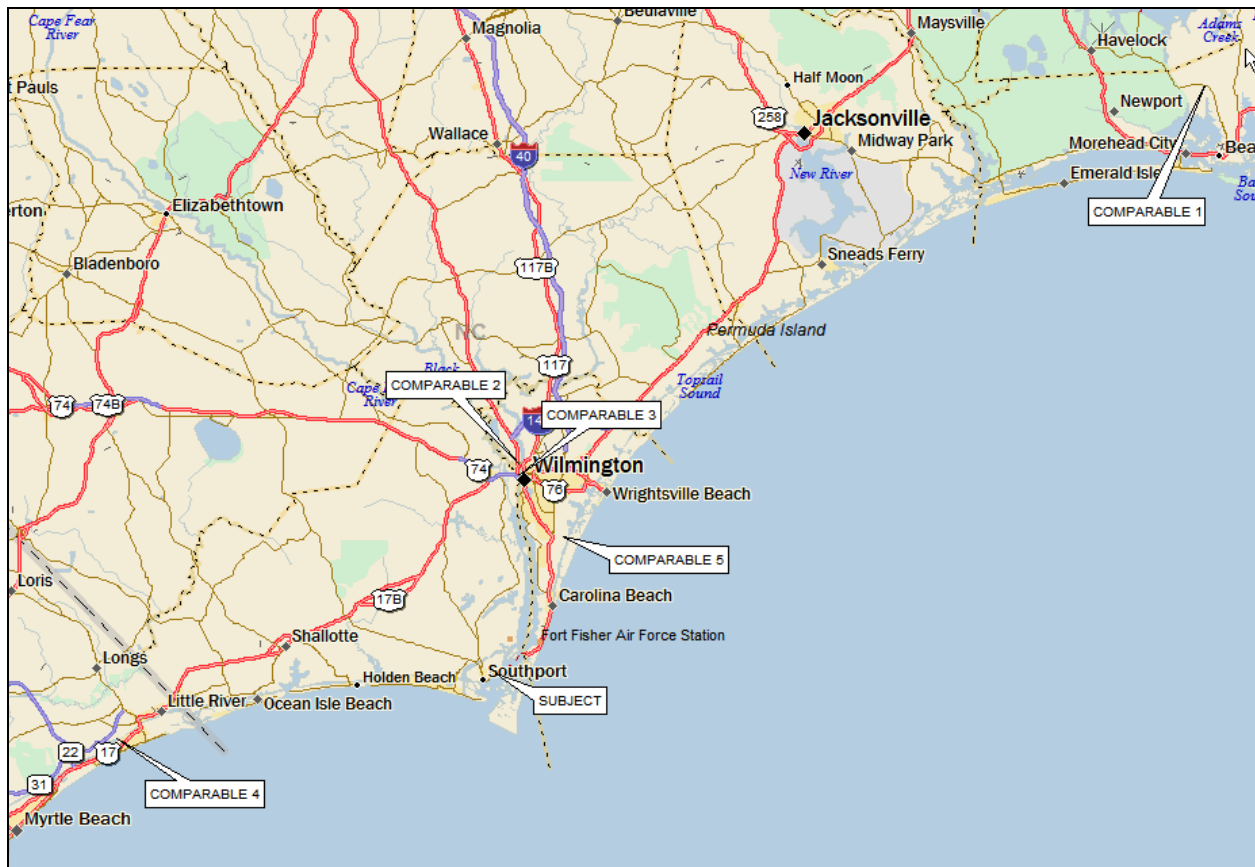 Cape Fear
River
Magnolia
Beulaville
Maysville
Adams
Creek
Havelock
t Pauls
Half Moon
Newport
258
Jacksonville
Wallace
40
Midway Park
Morehead City
Bea
New River
Emerald Isle
Ba
Sou
Elizabethtown
erton
COMPARABLE 1
Bladenboro
117B
Sneads Ferry
NC
Permuda Island
117
Black
COMPARABLE 2
Cape
River
Topsail
Sound
74
74B
COMPARABLE 3
14
Wilmington
74
76
Wrightsville Beach
COMPARABLE 5
Loris
17B
Carolina Beach
Fort Fisher Air Force Station
Shallotte
Longs
Holden Beach
Southport
Little River
Ocean Isle Beach
SUBJECT
22
17
31
COMPARABLE 4
Myrtle Beach